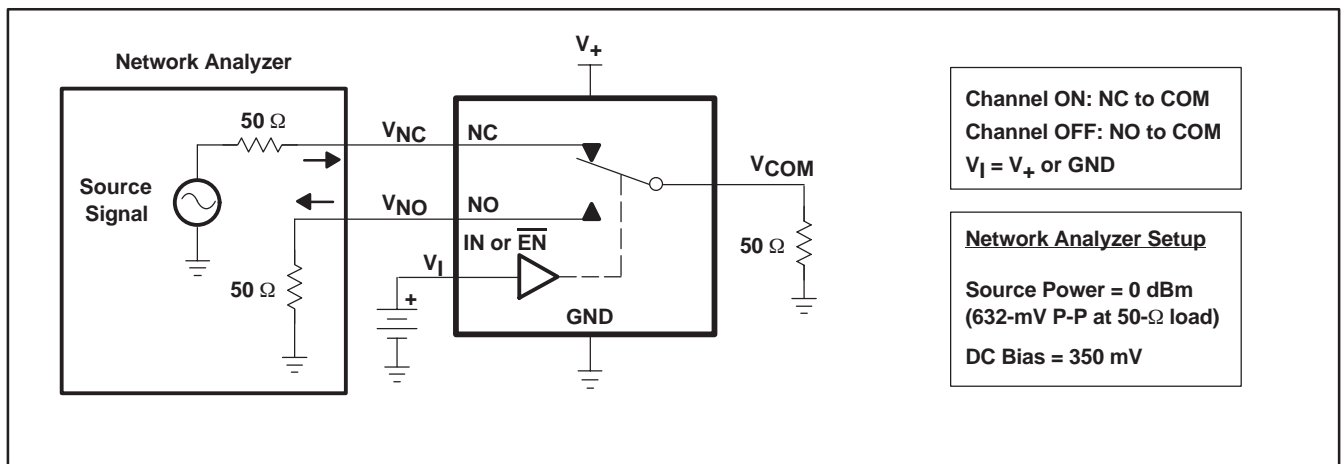 Network Analyzer
50 Ω
Source
Signal
50 Ω
V+
VNC
NC
VNO
NO
IN or E̅N̅
VI
+
GND
VCOM
50 Ω
Channel ON: NC to COM
Channel OFF: NO to COM
VI = V+ or GND
Network Analyzer Setup
Source Power = 0 dBm
(632-mV P-P at 50-Ω load)
DC Bias = 350 mV